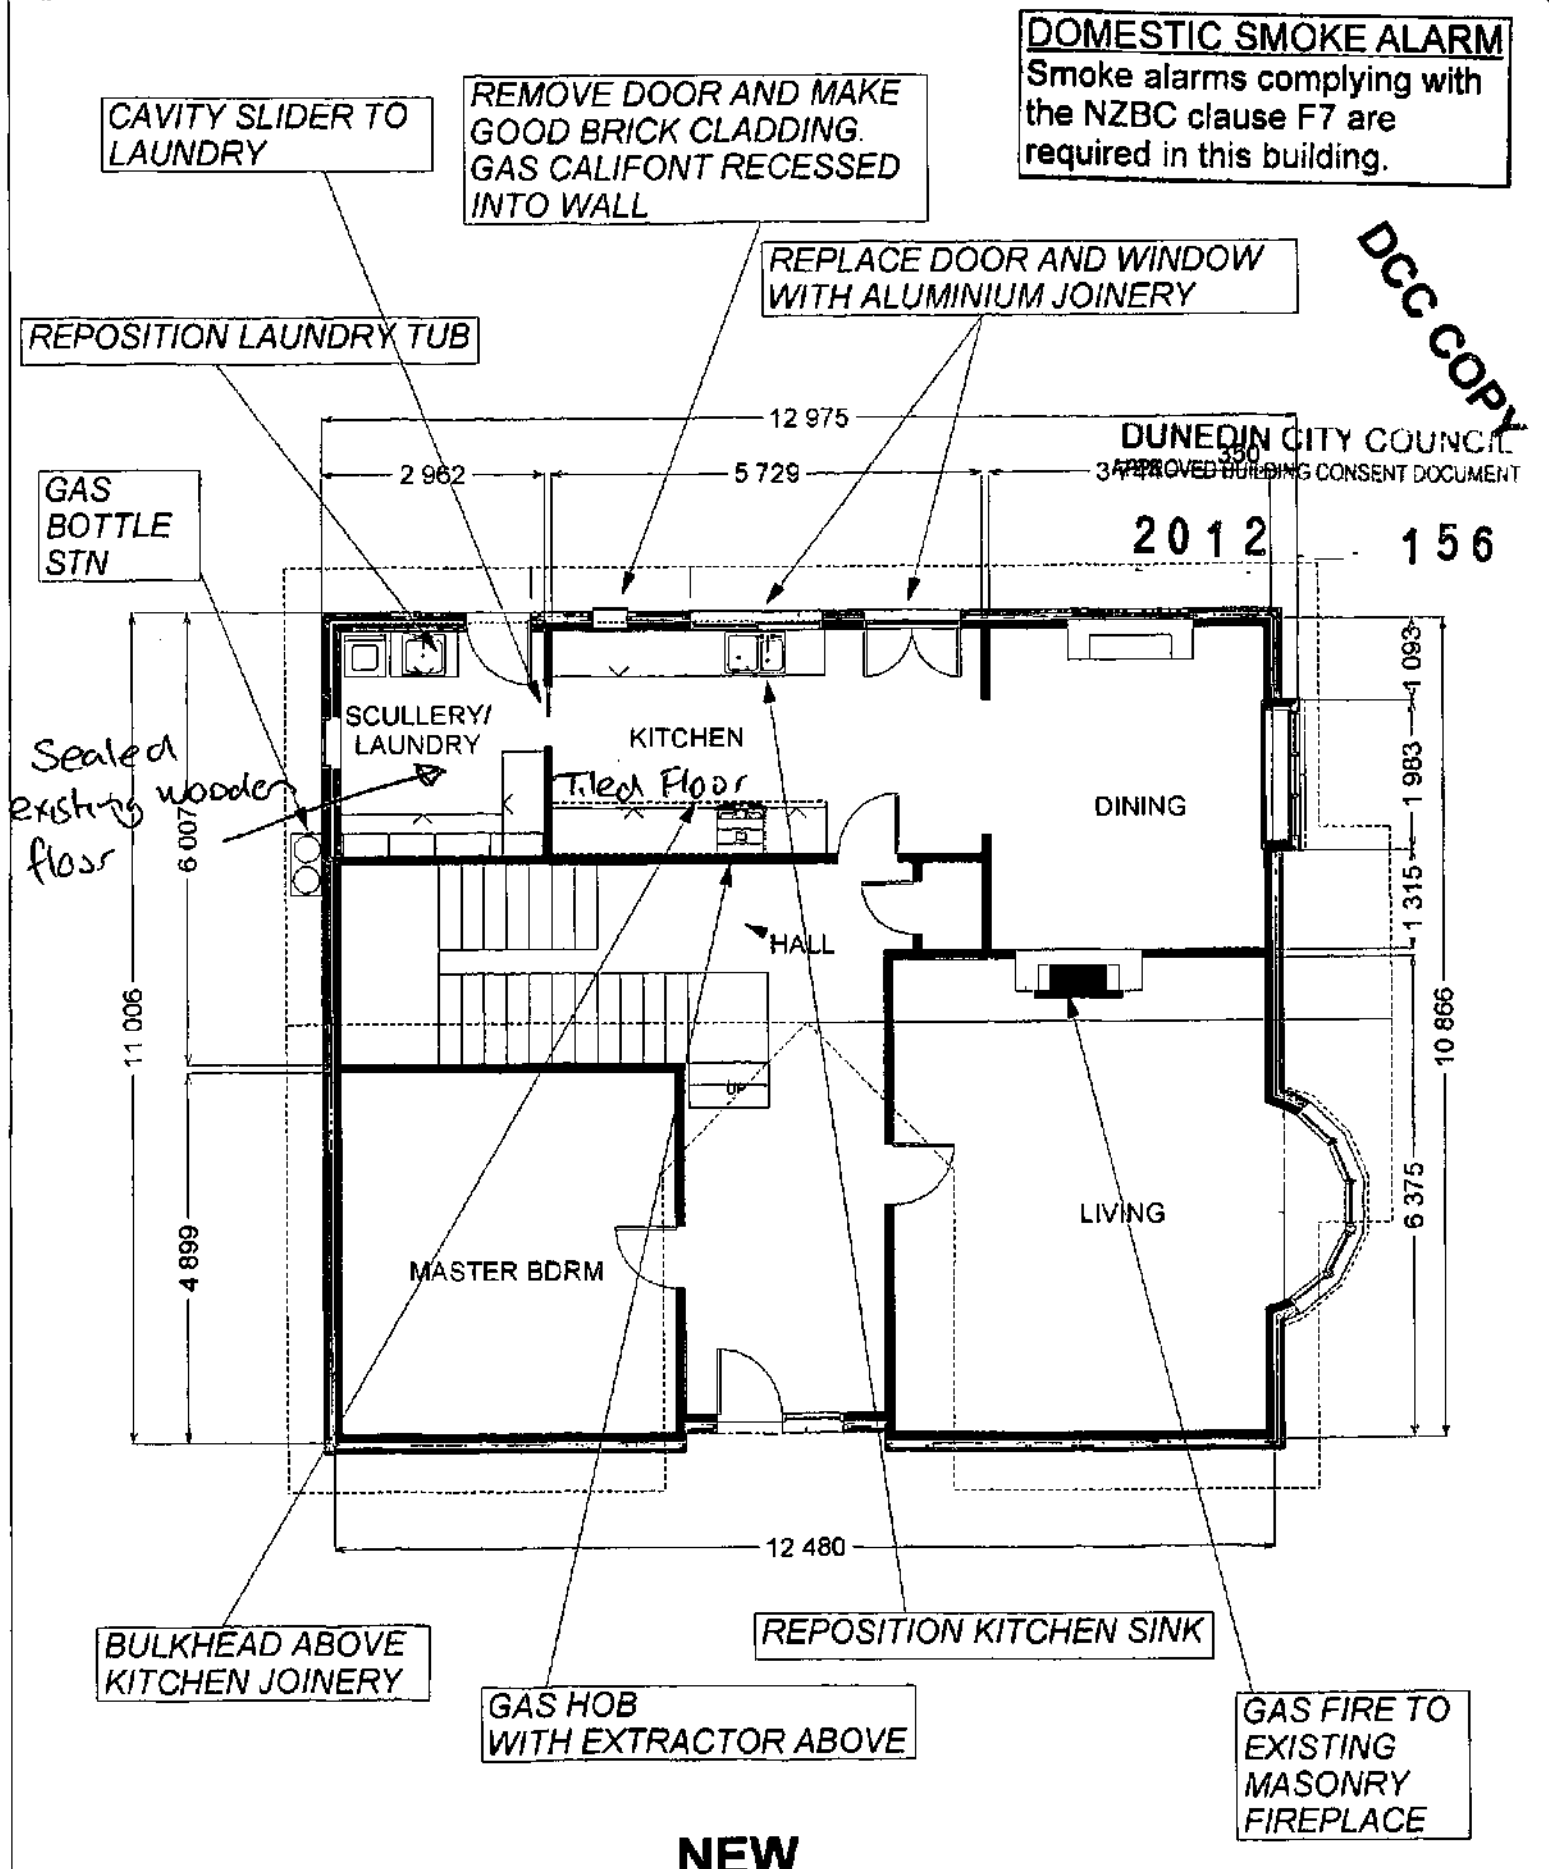 DOMESTIC SMOKE ALARM
Smoke alarms complying with
the NZBC clause F7 are
required in this building.
CAVITY SLIDER TO
LAUNDRY
REMOVE DOOR AND MAKE
GOOD BRICK CLADDING.
GAS CALIFONT RECESSED
INTO WALL
REPLACE DOOR AND WINDOW
WITH ALUMINIUM JOINERY
DCC COPY
REPOSITION LAUNDRY TUB
12 975
DUNEDIN CITY COUNCIL
APPROVED BUILDING CONSENT DOCUMENT
350
2 962
5 729
2012 156
GAS
BOTTLE
STN
1 093
SCULLERY/
LAUNDRY
KITCHEN
Sealed
existing wooden
floor
Tiled Floor
DINING
1 983
6 007
1 315
HALL
11 006
10 866
UP
LIVING
6 375
4 899
MASTER BDRM
12 480
BULKHEAD ABOVE
KITCHEN JOINERY
REPOSITION KITCHEN SINK
GAS HOB
WITH EXTRACTOR ABOVE
GAS FIRE TO
EXISTING
MASONRY
FIREPLACE
NEW